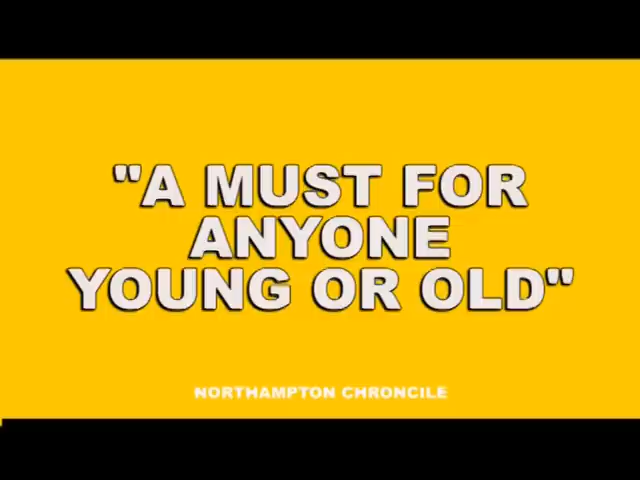 "A MUST FOR
ANYONE
YOUNG OR OLD"
NORTHAMPTON CHRONCILE